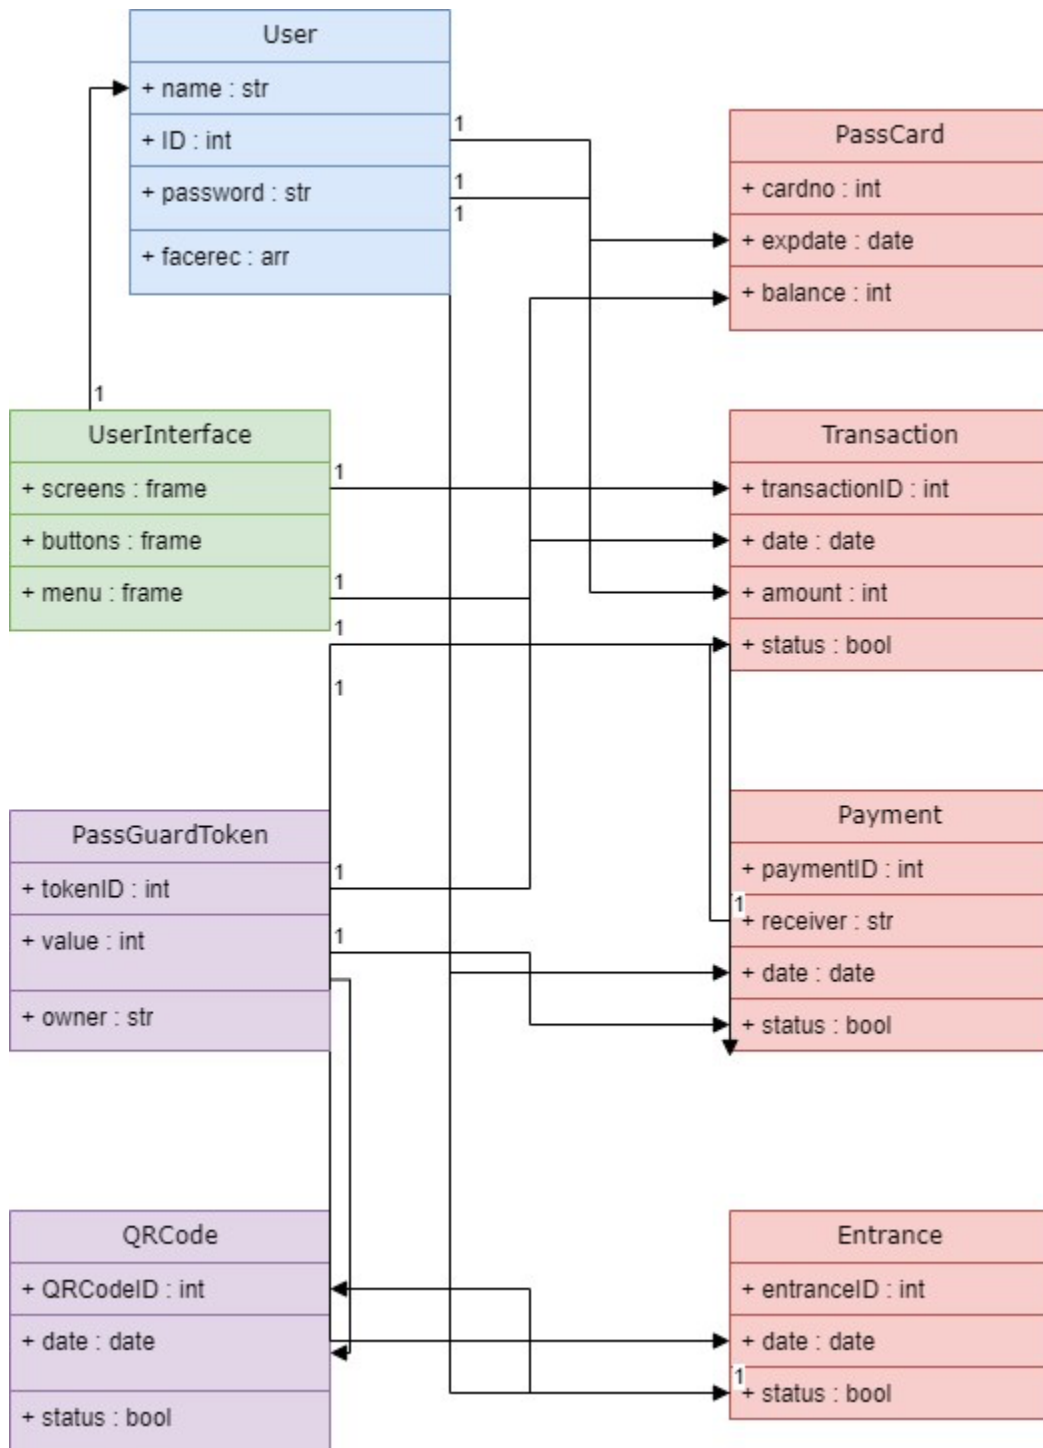 User
+ name : str
+ ID : int
+ password : str
+ facerec : arr
1
1
1
PassCard
+ cardno : int
+ expdate : date
+ balance : int
1
UserInterface
+ screens : frame
+ buttons : frame
+ menu : frame
1
1
1
1
Transaction
+ transactionID : int
+ date : date
+ amount : int
+ status : bool
PassGuardToken
+ tokenID : int
+ value : int
+ owner : str
1
1
Payment
+ paymentID : int
1
+ receiver : str
+ date : date
+ status : bool
QRCode
+ QRCodeID : int
+ date : date
+ status : bool
Entrance
+ entranceID : int
+ date : date
1
+ status : bool